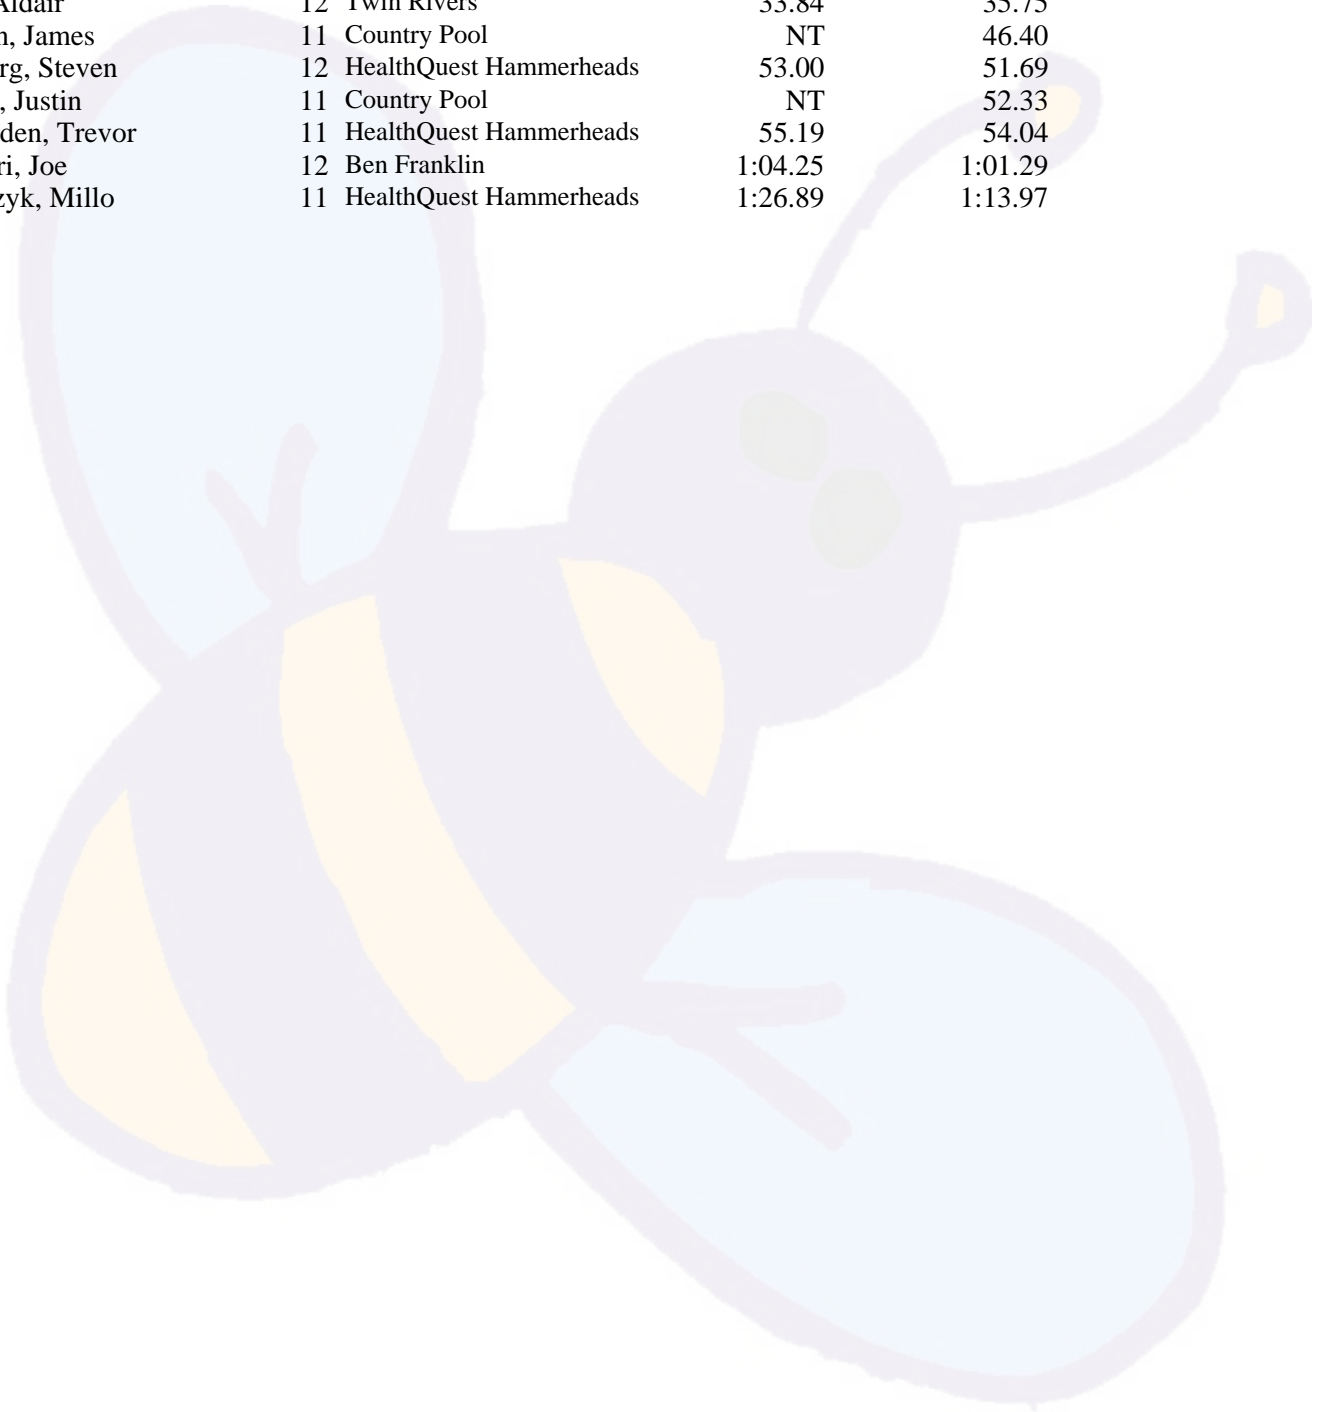 Aldair 12 Twin Rivers 33.84 35.75
n, James 11 Country Pool NT 46.40
rg, Steven 12 HealthQuest Hammerheads 53.00 51.69
, Justin 11 Country Pool NT 52.33
den, Trevor 11 HealthQuest Hammerheads 55.19 54.04
ri, Joe 12 Ben Franklin 1:04.25 1:01.29
zyk, Millo 11 HealthQuest Hammerheads 1:26.89 1:13.97